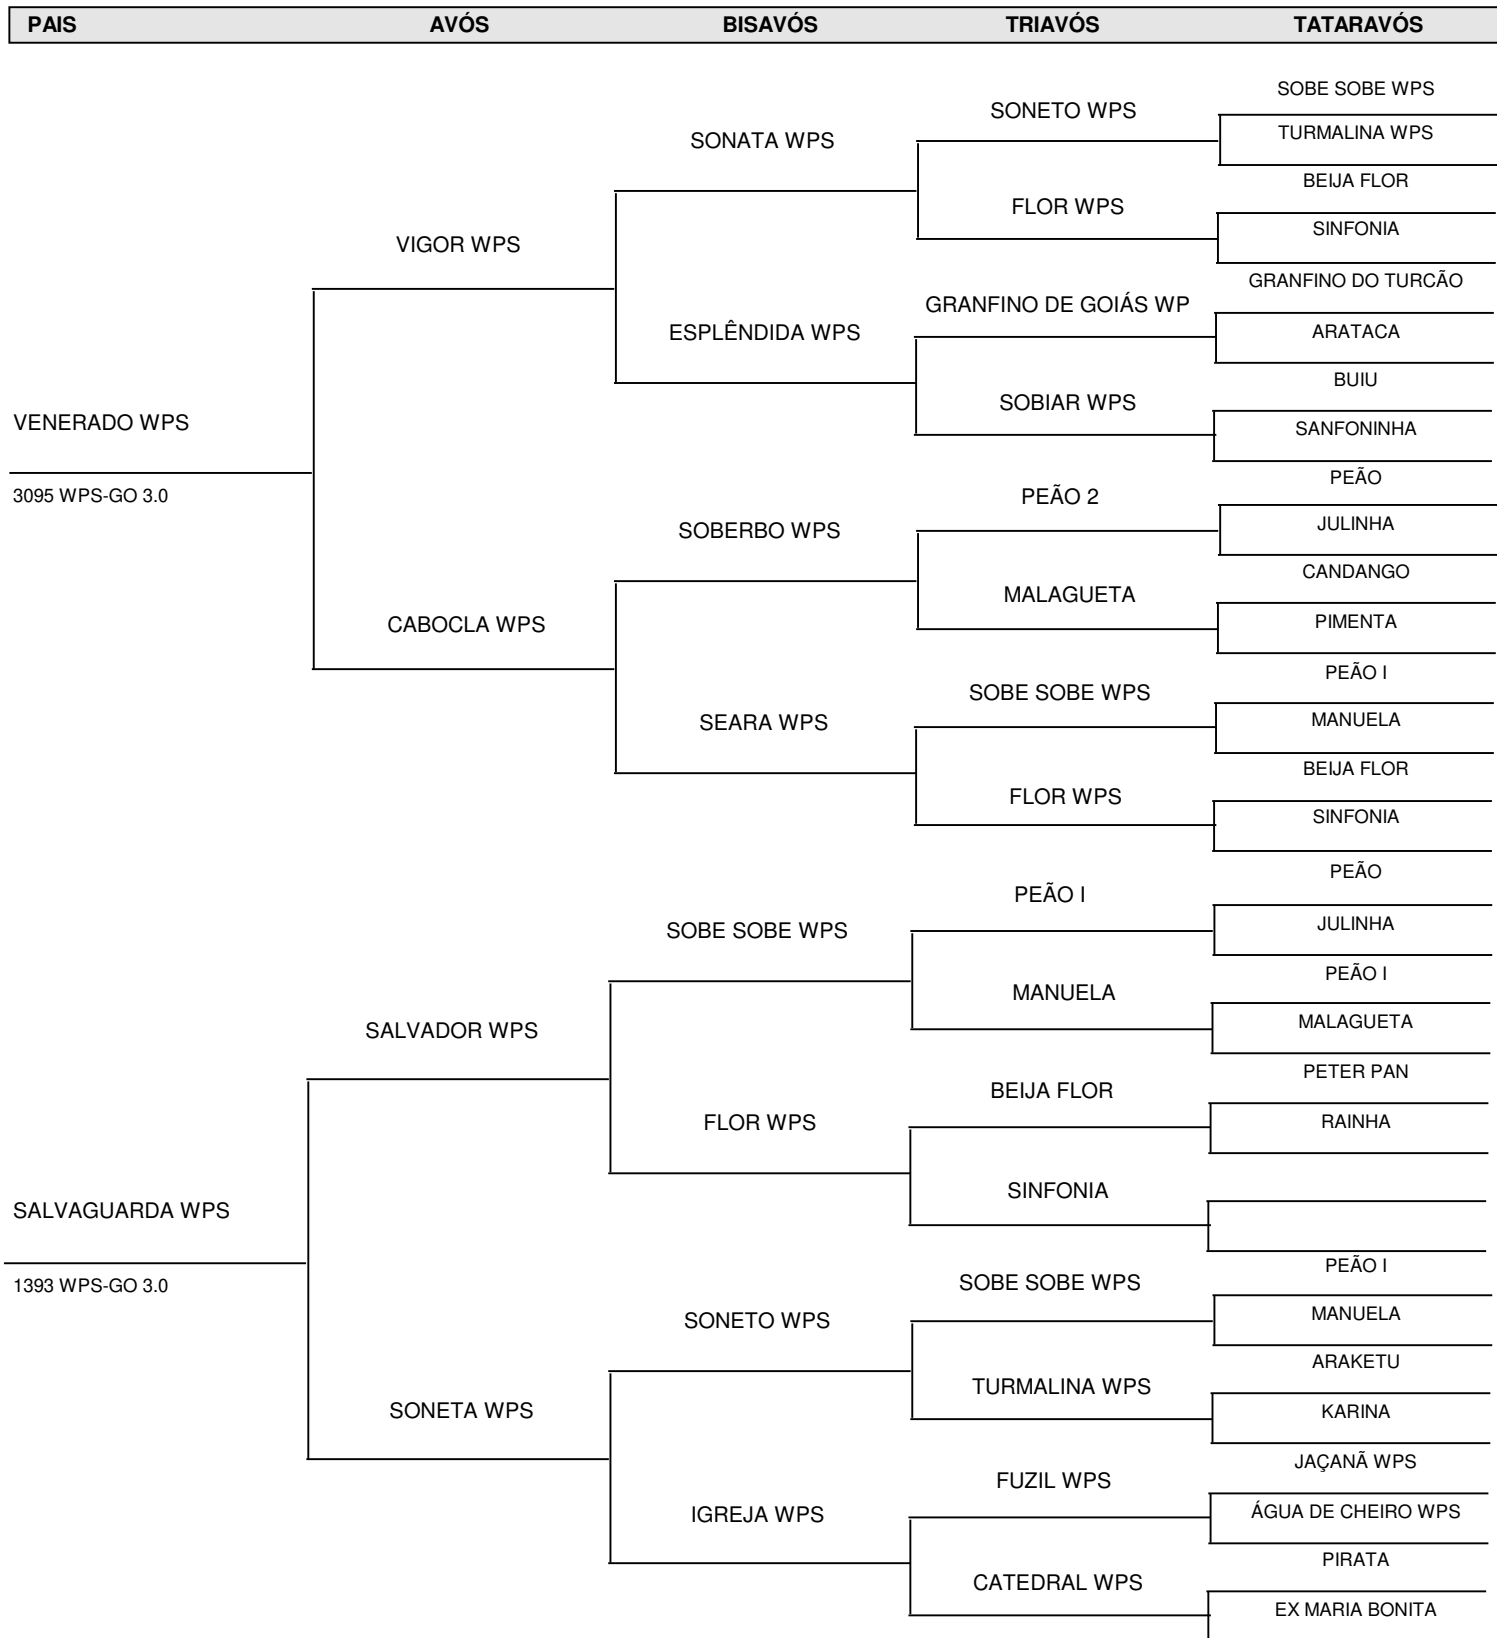 PAIS AVÓS BISAVÓS TRIAVÓS TATARAVÓS
SOBE SOBE WPS
SONETO WPS
TURMALINA WPS
SONATA WPS
BEIJA FLOR
FLOR WPS
SINFONIA
VIGOR WPS
GRANFINO DO TURCÃO
GRANFINO DE GOIÁS WP
ARATACA
ESPLÊNDIDA WPS
BUIU
SOBIAR WPS
VENERADO WPS
SANFONINHA
PEÃO
3095 WPS-GO 3.0
PEÃO 2
JULINHA
SOBERBO WPS
CANDANGO
MALAGUETA
PIMENTA
CABOCLA WPS
PEÃO I
SOBE SOBE WPS
MANUELA
SEARA WPS
BEIJA FLOR
FLOR WPS
SINFONIA
PEÃO
PEÃO I
JULINHA
SOBE SOBE WPS
PEÃO I
MANUELA
MALAGUETA
SALVADOR WPS
PETER PAN
BEIJA FLOR
RAINHA
FLOR WPS
SINFONIA
SALVAGUARDA WPS
PEÃO I
1393 WPS-GO 3.0
SOBE SOBE WPS
MANUELA
SONETO WPS
ARAKETU
TURMALINA WPS
KARINA
SONETA WPS
JAÇANÃ WPS
FUZIL WPS
ÁGUA DE CHEIRO WPS
IGREJA WPS
PIRATA
CATEDRAL WPS
EX MARIA BONITA